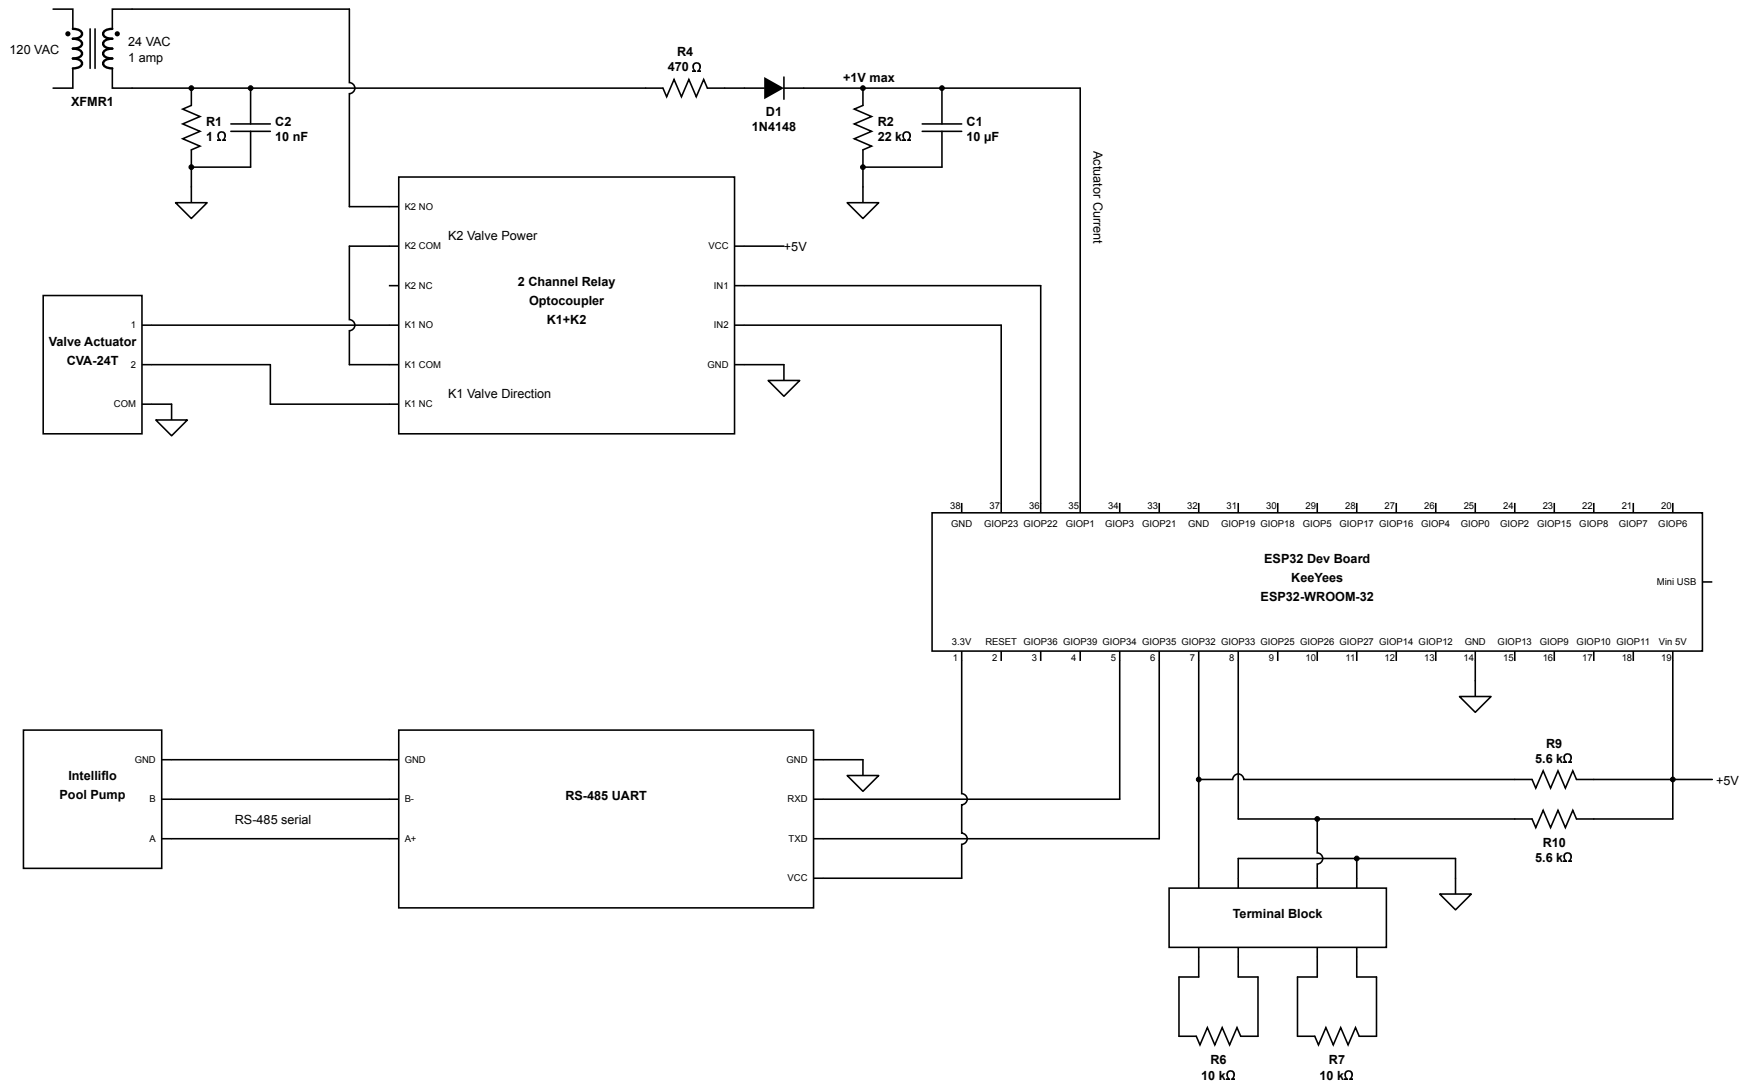 120 VAC
24 VAC
1 amp
XFMR1
R1
1 Ω
C2
10 nF
R4
470 Ω
D1
1N4148
+1V max
R2
22 kΩ
C1
10 µF
Actuator Current
K2 NO
K2 COM
K2 NC
K1 NO
K1 COM
K1 NC
K2 Valve Power
2 Channel Relay
Optocoupler
K1+K2
K1 Valve Direction
VCC
+5V
IN1
IN2
GND
Valve Actuator
CVA-24T
1
2
COM
38 37 36 35 34 33 32 31 30 29 28 27 26 25 24 23 22 21 20
GND GIOP23 GIOP22 GIOP1 GIOP3 GIOP21 GND GIOP19 GIOP18 GIOP5 GIOP17 GIOP16 GIOP4 GIOP0 GIOP2 GIOP15 GIOP8 GIOP7 GIOP6
ESP32 Dev Board
KeeYees
ESP32-WROOM-32
Mini USB
3.3V RESET GIOP36 GIOP39 GIOP34 GIOP35 GIOP32 GIOP33 GIOP25 GIOP26 GIOP27 GIOP14 GIOP12 GND GIOP13 GIOP9 GIOP10 GIOP11 Vin 5V
1 2 3 4 5 6 7 8 9 10 11 12 13 14 15 16 17 18 19
Intelliflo
Pool Pump
GND
B
A
RS-485 serial
GND
B-
A+
RS-485 UART
GND
RXD
TXD
VCC
R9
5.6 kΩ
+5V
R10
5.6 kΩ
Terminal Block
R6
10 kΩ
R7
10 kΩ